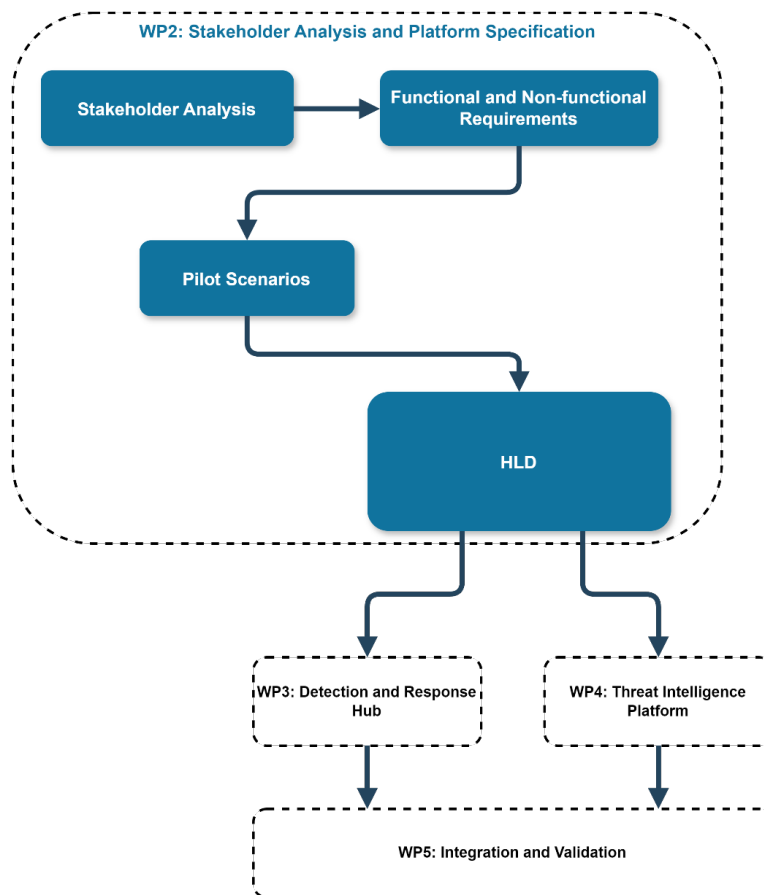 WP2: Stakeholder Analysis and Platform Specification
Stakeholder Analysis
Functional and Non-functional
Requirements
Pilot Scenarios
HLD
WP3: Detection and Response
Hub
WP4: Threat Intelligence
Platform
WP5: Integration and Validation